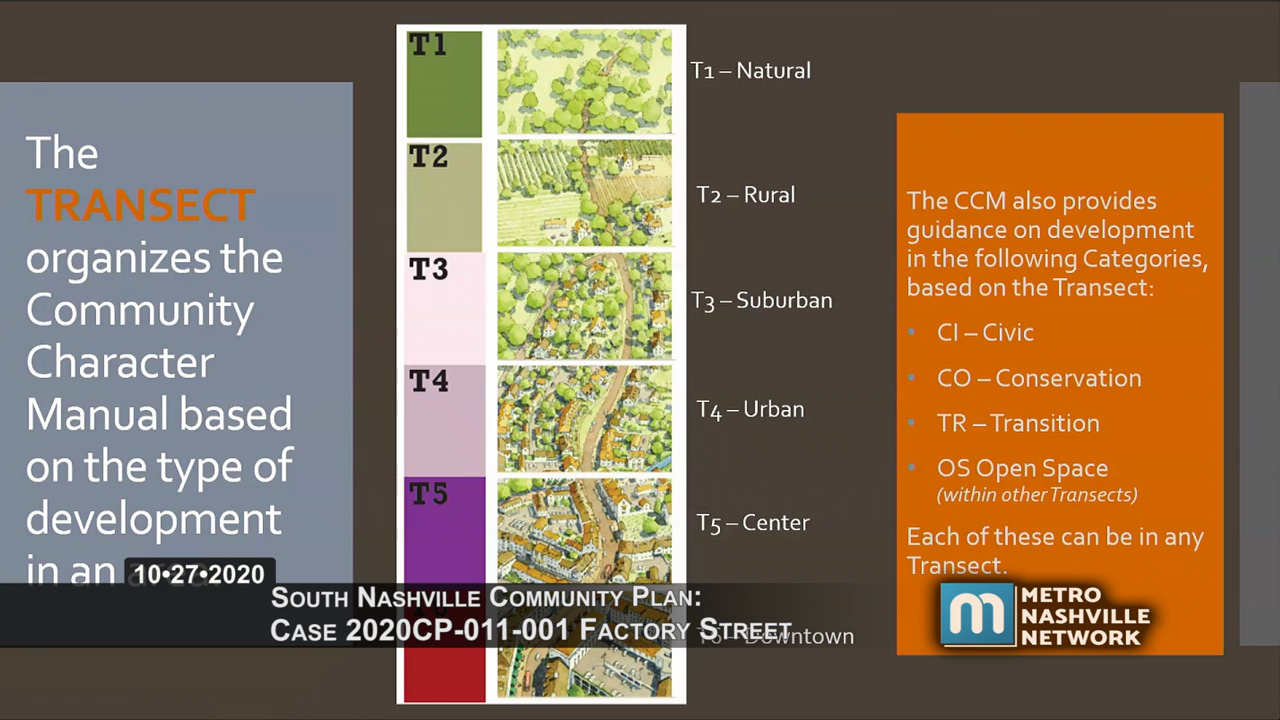 The
TRANSECT
organizes the
Community
Character
Manual based
on the type of
development
in an
T1
T2
T3
T4
T5
T1 – Natural
T2 – Rural
T3 – Suburban
T4 – Urban
T5 – Center
T6 – Downtown
The CCM also provides
guidance on development
in the following Categories,
based on the Transect:
• CI – Civic
• CO – Conservation
• TR – Transition
• OS Open Space
(within other Transects)
Each of these can be in any
Transect.
10•27•2020
SOUTH NASHVILLE COMMUNITY PLAN:
CASE 2020CP-011-001 FACTORY STREET
m
METRO
NASHVILLE
NETWORK